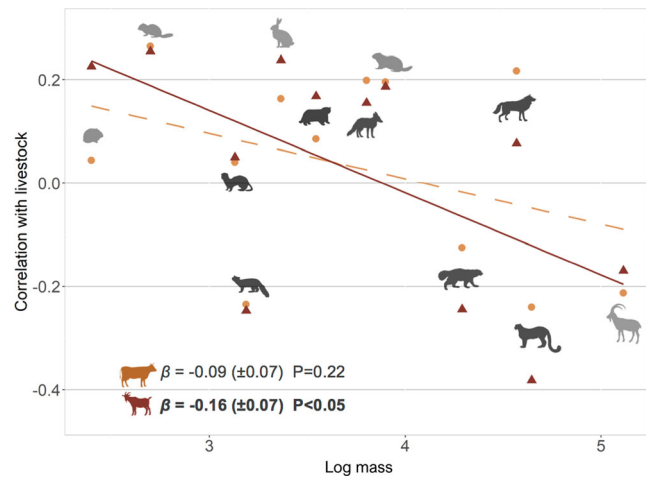 Correlation with livestock
0.2
0.0
-0.2
-0.4
β = -0.09 (±0.07) P=0.22
β = -0.16 (±0.07) P<0.05
3
4
5
Log mass